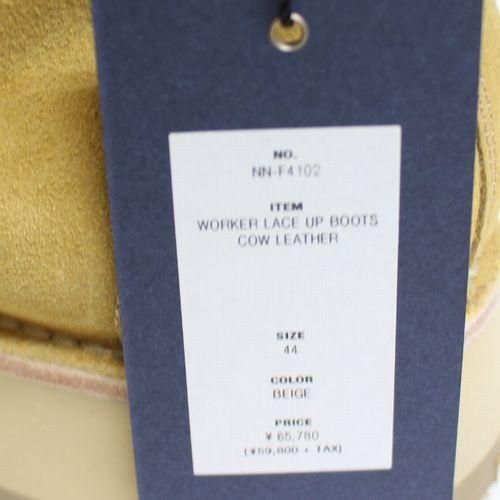 NO.
NN-F4102
ITEM
WORKER LACE UP BOOTS
COW LEATHER
SIZE
44
COLOR
BEIGE
PRICE
¥ 65,780
(¥59,800 + TAX)